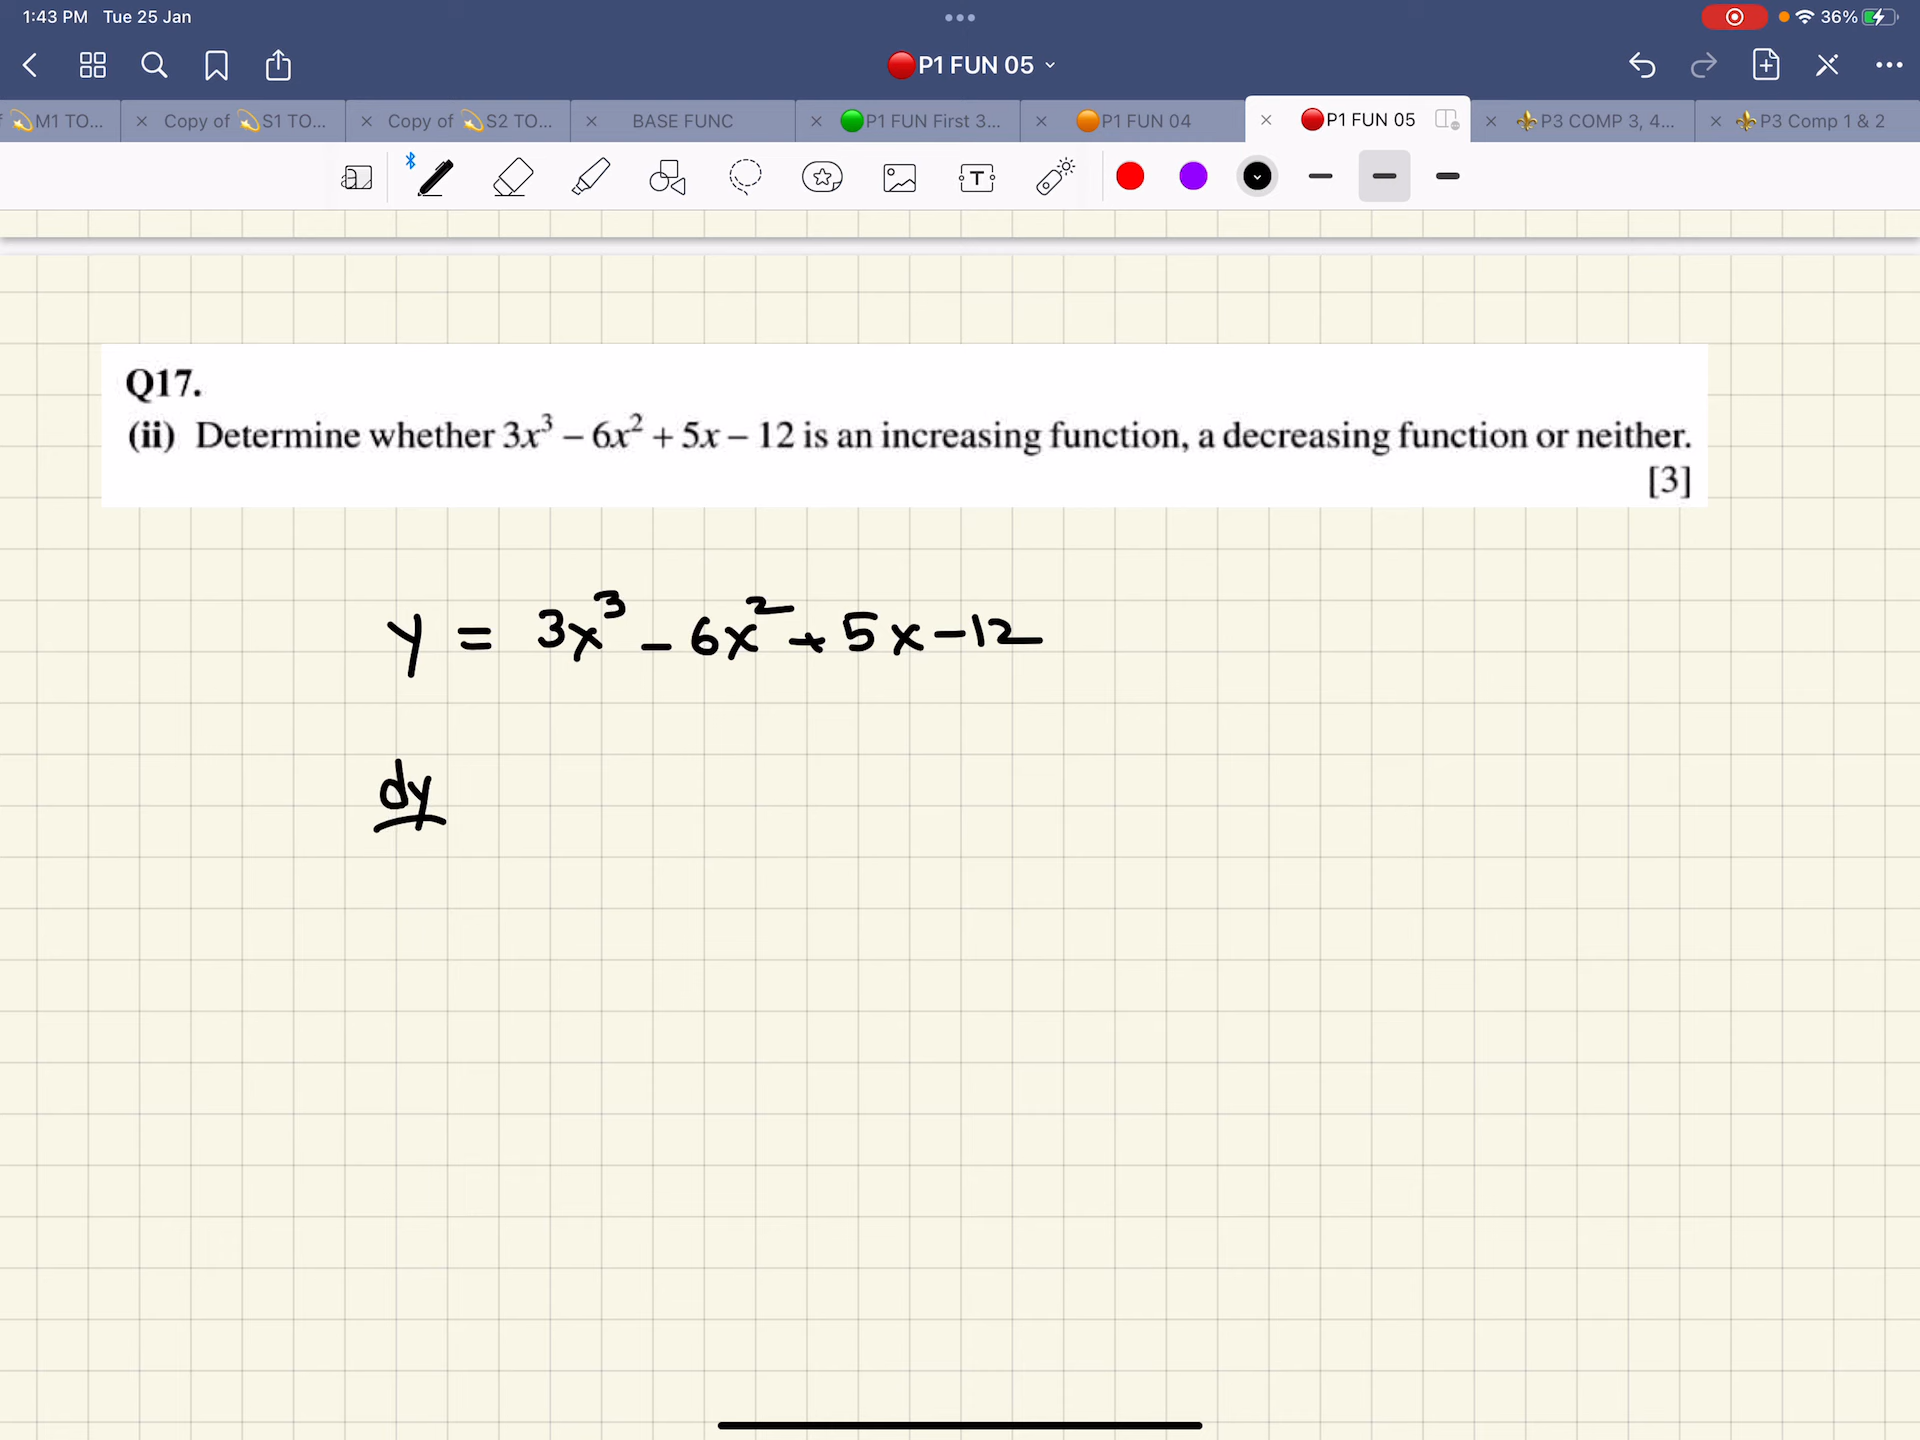 1:43 PM Tue 25 Jan
36%
P1 FUN 05
M1 TO...
Copy of S1 TO...
Copy of S2 TO...
BASE FUNC
P1 FUN First 3...
P1 FUN 04
P1 FUN 05
P3 COMP 3, 4...
P3 Comp 1 & 2
Q17.
(ii) Determine whether 3x³ – 6x² + 5x – 12 is an increasing function, a decreasing function or neither.
[3]
y = 3x³ - 6x² + 5x - 12
dy